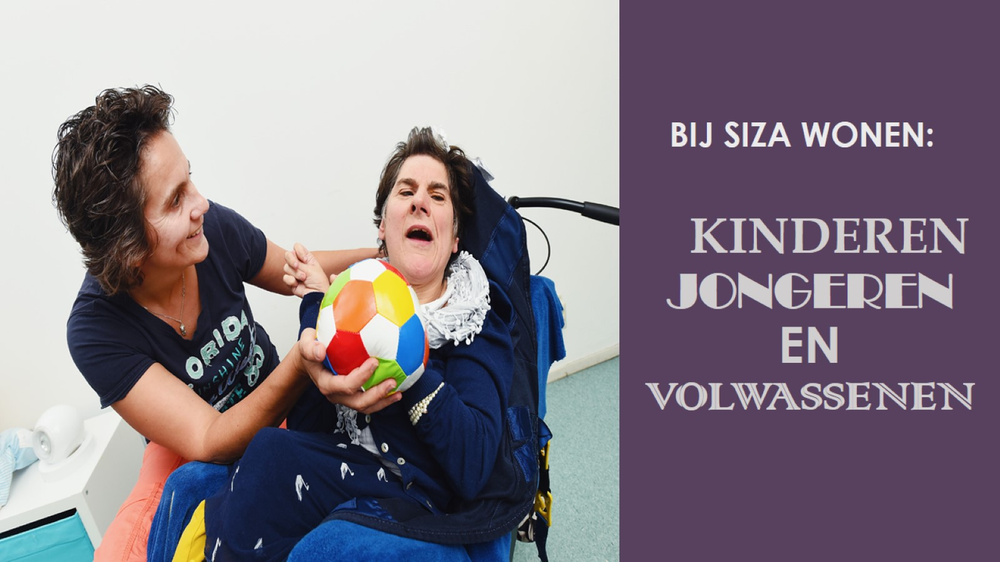 BIJ SIZA WONEN:
KINDEREN
JONGEREN
EN
VOLWASSENEN
ORIDA